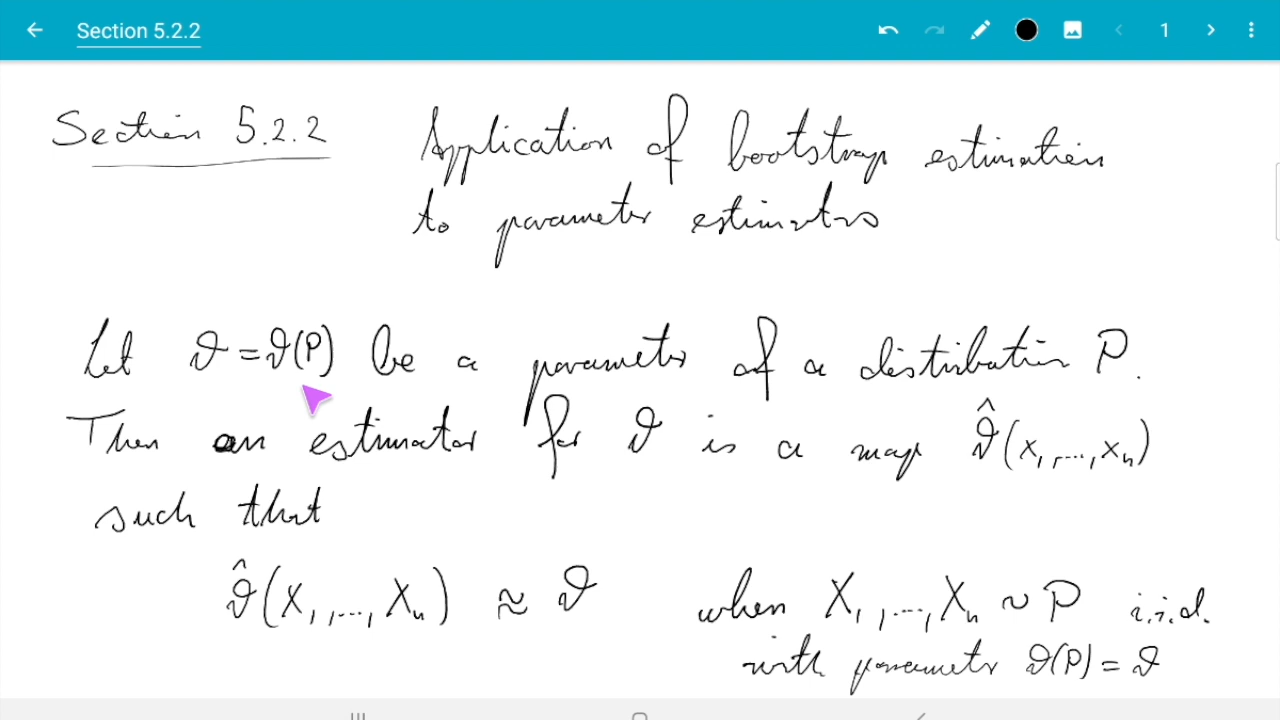 Section 5.2.2
1
Section 5.2.2 Application of bootstrap estimation
to parameter estimators
Let ϑ = ϑ(P) be a parameter of a distribution P.
Then an estimator for ϑ is a map ϑ̂(x₁,...,xₙ)
such that
ϑ̂(X₁,...,Xₙ) ≈ ϑ when X₁,...,Xₙ ~ P i.i.d.
with parameter ϑ(P) = ϑ